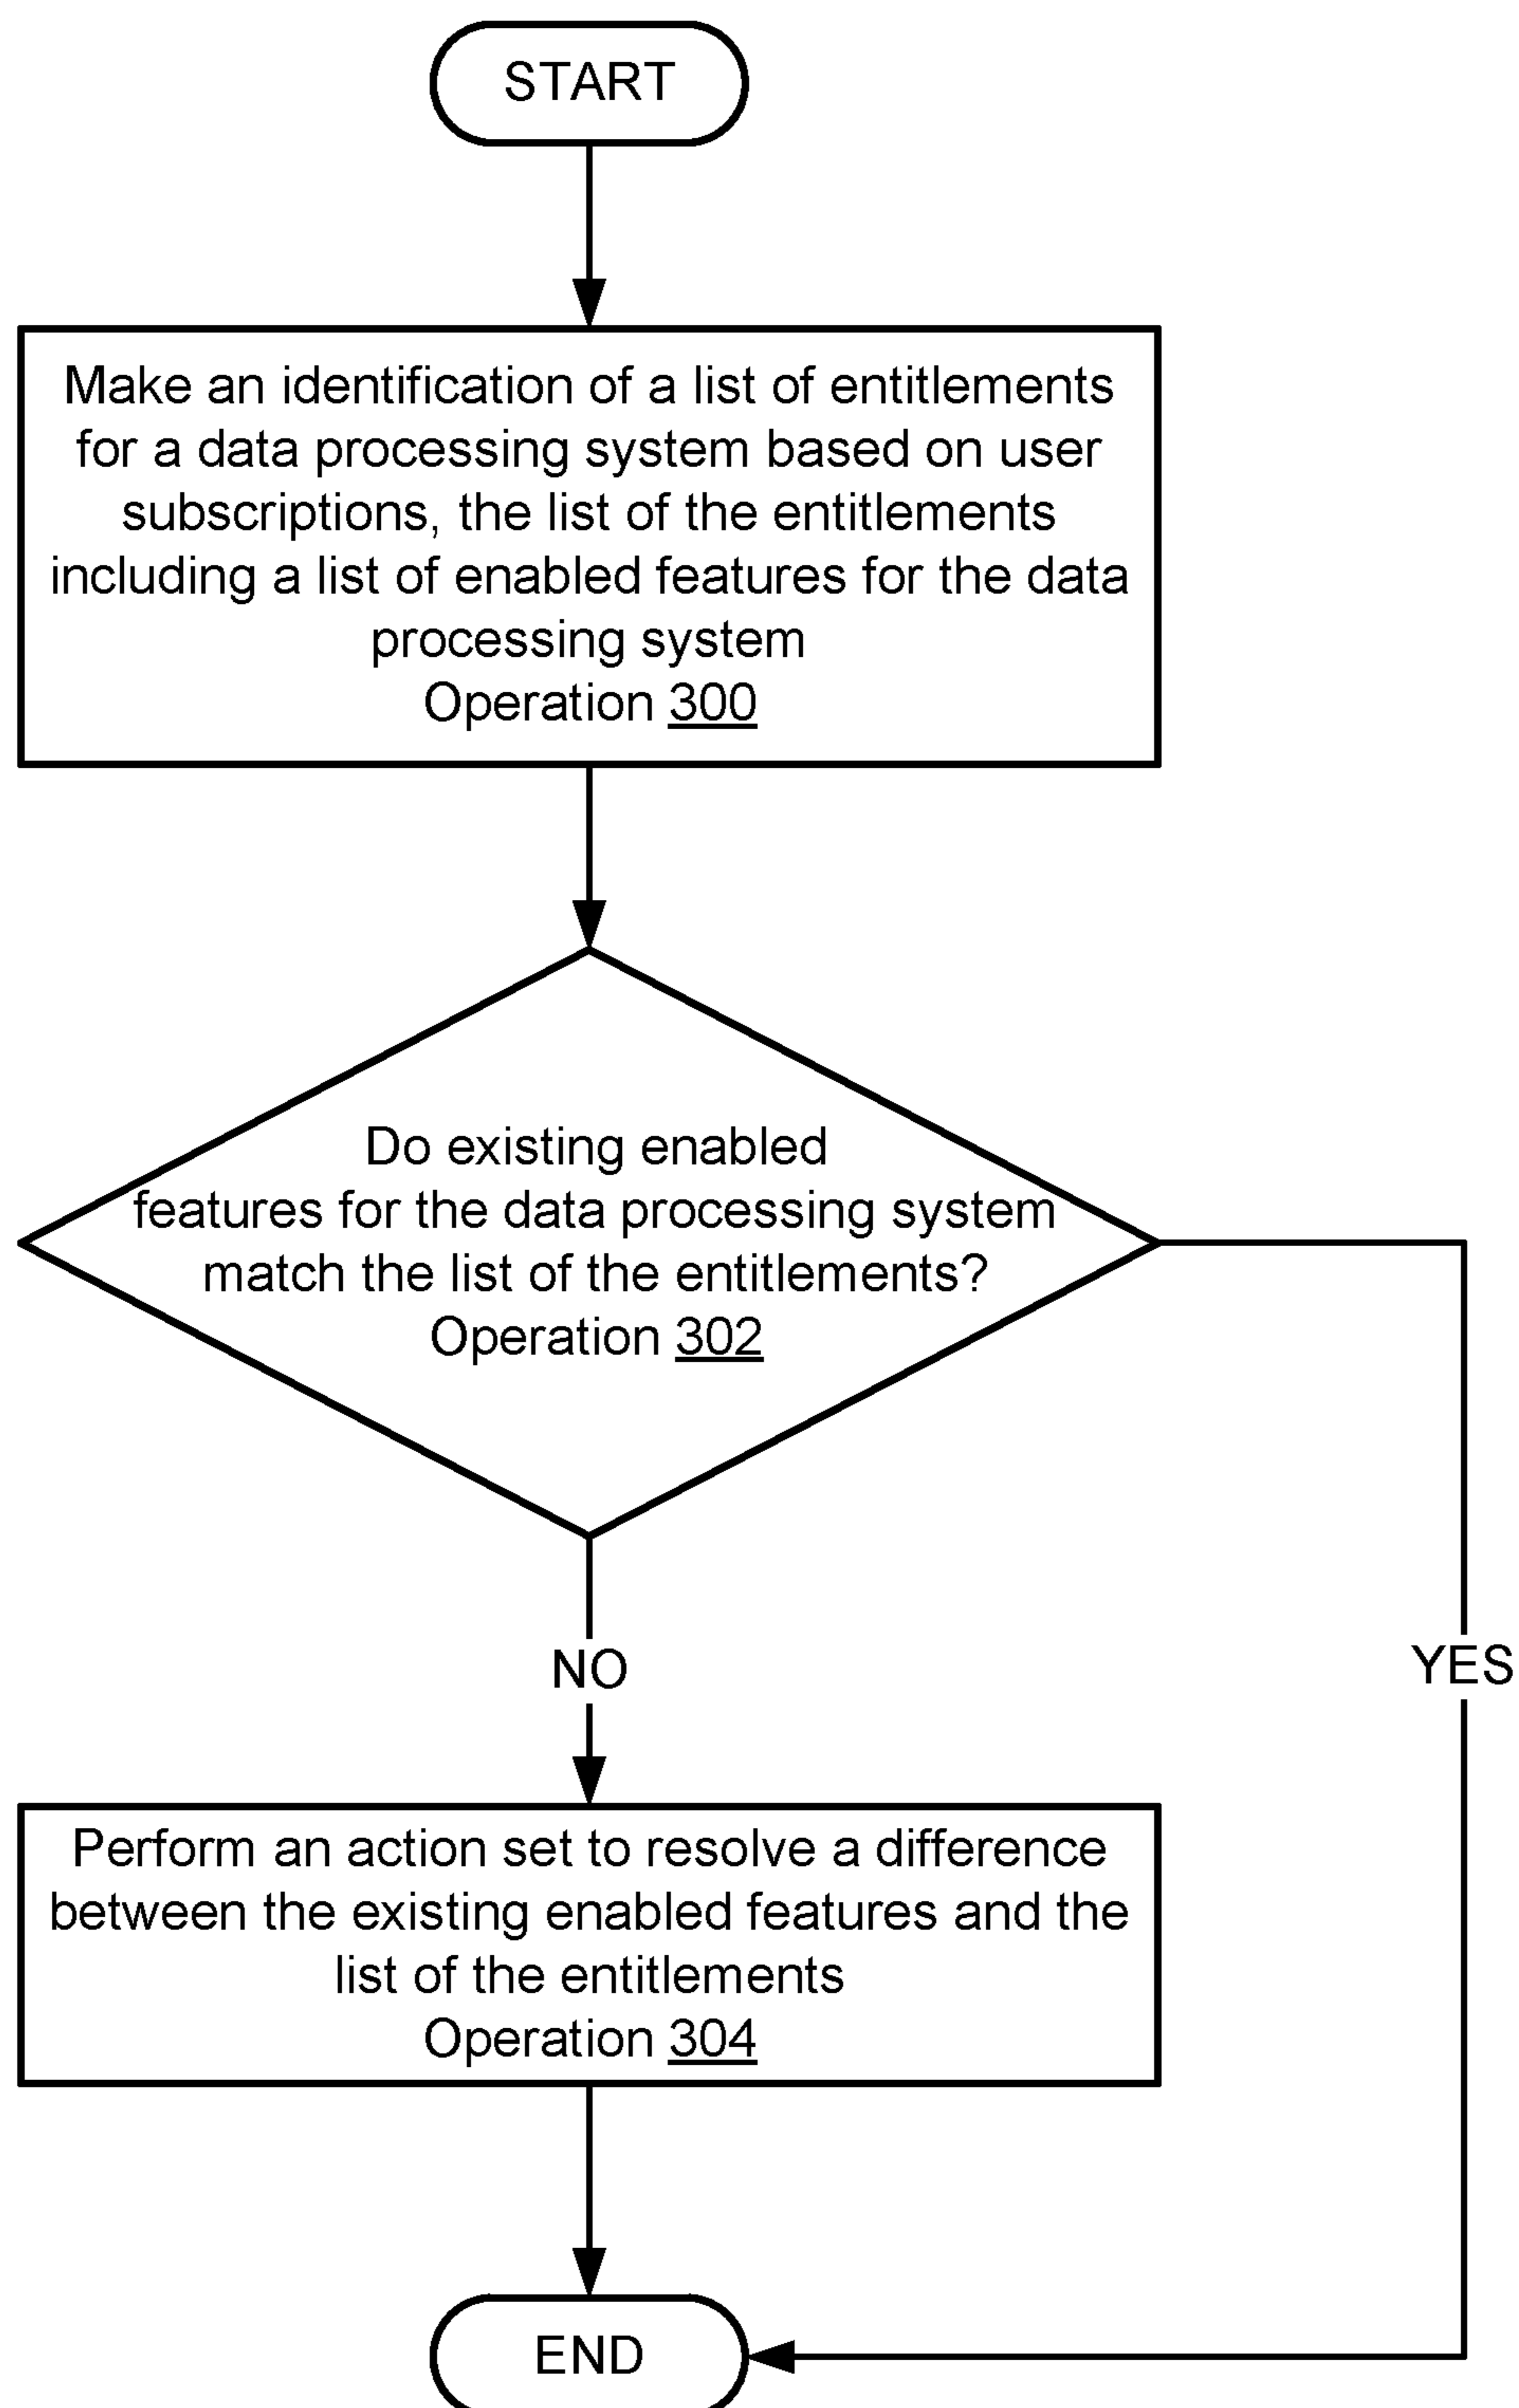 START
Make an identification of a list of entitlements
for a data processing system based on user
subscriptions, the list of the entitlements
including a list of enabled features for the data
processing system
Operation 300
Do existing enabled
features for the data processing system
match the list of the entitlements?
Operation 302
NO
YES
Perform an action set to resolve a difference
between the existing enabled features and the
list of the entitlements
Operation 304
END